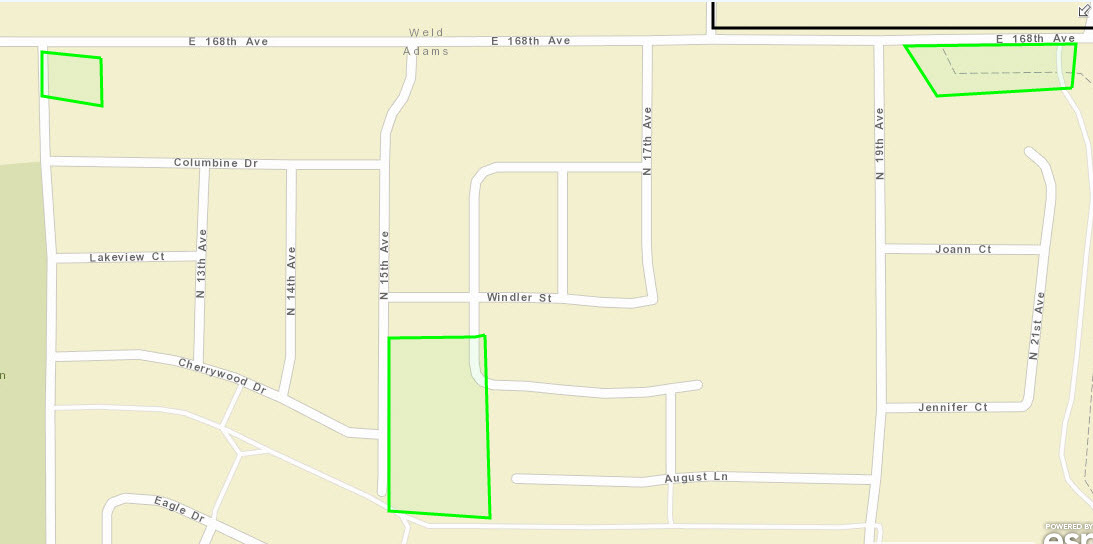 Weld
E 168th Ave
E 168th Ave
E 168th Ave
Adams
N 17th Ave
N 19th Ave
Columbine Dr
N 13th Ave
N 14th Ave
N 15th Ave
Lakeview Ct
Joann Ct
Windler St
N 21st Ave
Cherrywood Dr
n
Jennifer Ct
August Ln
Eagle Dr
POWERED BY
esri